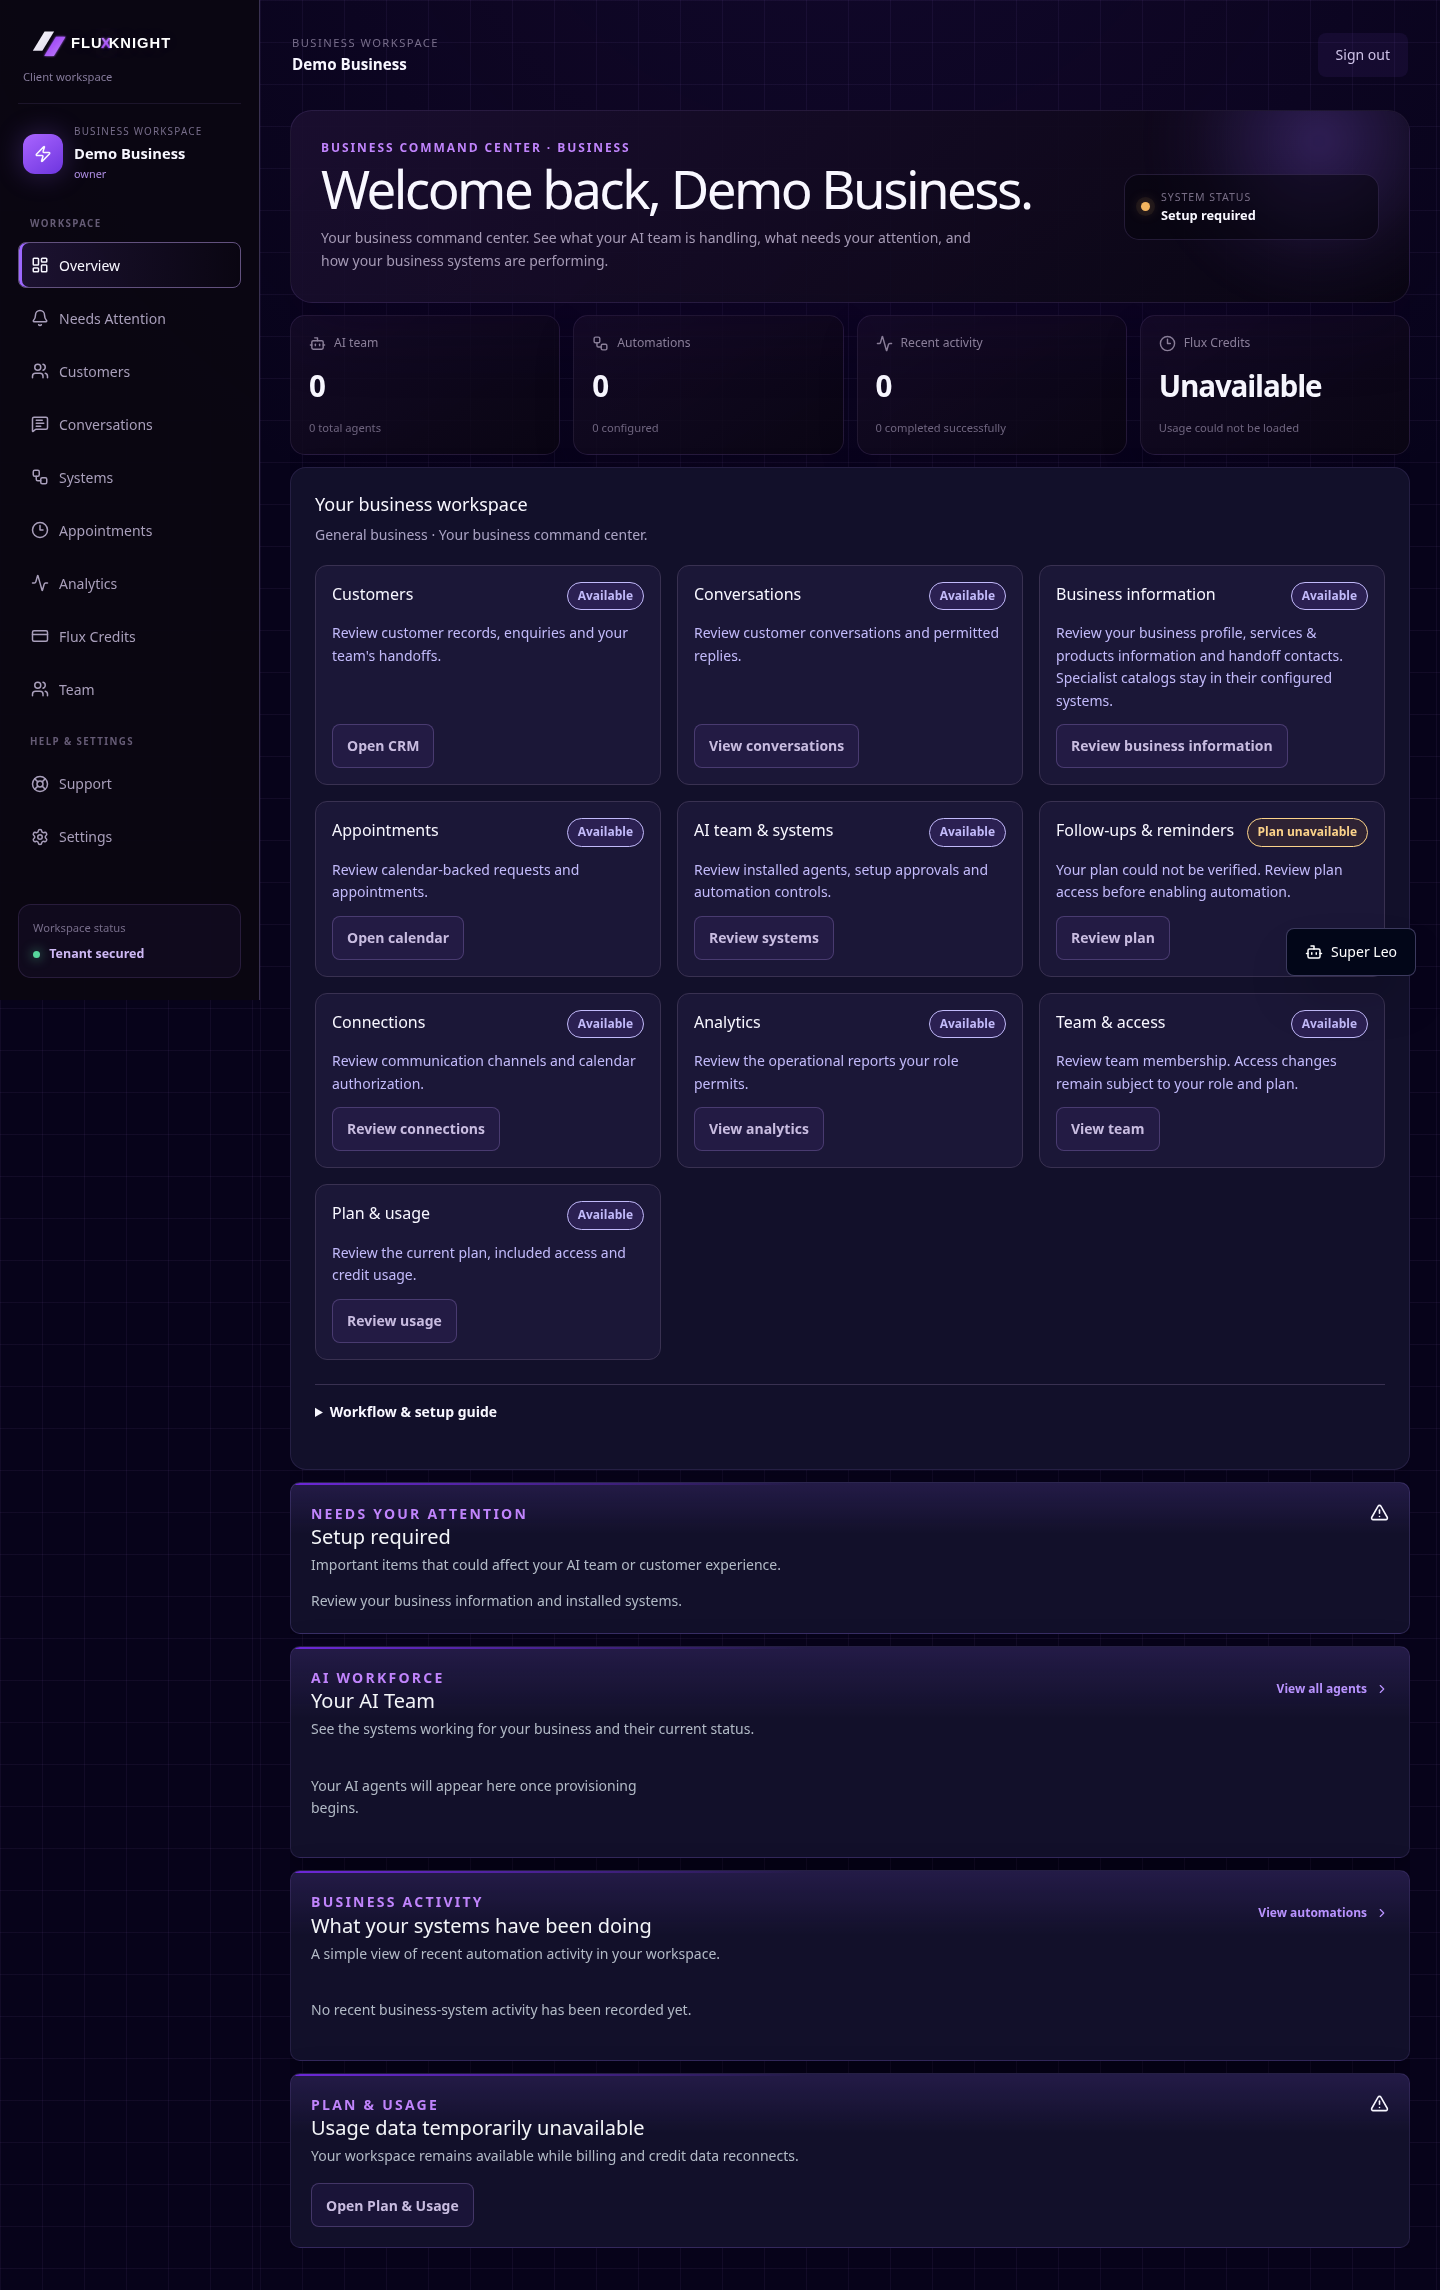 FLUXKNIGHT
Client workspace
BUSINESS WORKSPACE
Demo Business
owner
WORKSPACE
Overview
Needs Attention
Customers
Conversations
Systems
Appointments
Analytics
Flux Credits
Team
HELP & SETTINGS
Support
Settings
Workspace status
Tenant secured
BUSINESS WORKSPACE
Demo Business
Sign out
BUSINESS COMMAND CENTER · BUSINESS
Welcome back, Demo Business.
Your business command center. See what your AI team is handling, what needs your attention, and
how your business systems are performing.
SYSTEM STATUS
Setup required
AI team
0
0 total agents
Automations
0
0 configured
Recent activity
0
0 completed successfully
Flux Credits
Unavailable
Usage could not be loaded
Your business workspace
General business · Your business command center.
Customers
Available
Review customer records, enquiries and your
team's handoffs.
Open CRM
Conversations
Available
Review customer conversations and permitted
replies.
View conversations
Business information
Available
Review your business profile, services &
products information and handoff contacts.
Specialist catalogs stay in their configured
systems.
Review business information
Appointments
Available
Review calendar-backed requests and
appointments.
Open calendar
AI team & systems
Available
Review installed agents, setup approvals and
automation controls.
Review systems
Follow-ups & reminders
Plan unavailable
Your plan could not be verified. Review plan
access before enabling automation.
Review plan
Super Leo
Connections
Available
Review communication channels and calendar
authorization.
Review connections
Analytics
Available
Review the operational reports your role
permits.
View analytics
Team & access
Available
Review team membership. Access changes
remain subject to your role and plan.
View team
Plan & usage
Available
Review the current plan, included access and
credit usage.
Review usage
Workflow & setup guide
NEEDS YOUR ATTENTION
Setup required
Important items that could affect your AI team or customer experience.
Review your business information and installed systems.
AI WORKFORCE
Your AI Team
See the systems working for your business and their current status.
View all agents
Your AI agents will appear here once provisioning
begins.
BUSINESS ACTIVITY
What your systems have been doing
A simple view of recent automation activity in your workspace.
View automations
No recent business-system activity has been recorded yet.
PLAN & USAGE
Usage data temporarily unavailable
Your workspace remains available while billing and credit data reconnects.
Open Plan & Usage